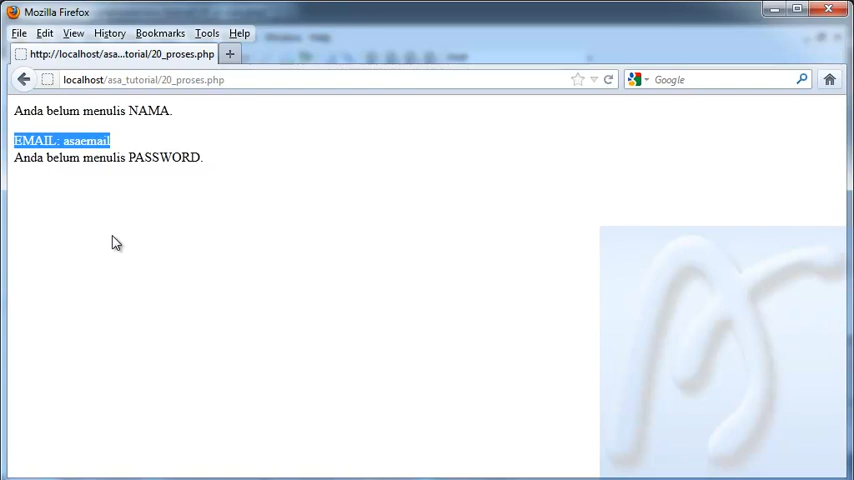 Mozilla Firefox
File Edit View History Bookmarks Tools Help
http://localhost/asa...torial/20_proses.php
localhost/asa_tutorial/20_proses.php
Google
Anda belum menulis NAMA.
EMAIL: asaemail
Anda belum menulis PASSWORD.